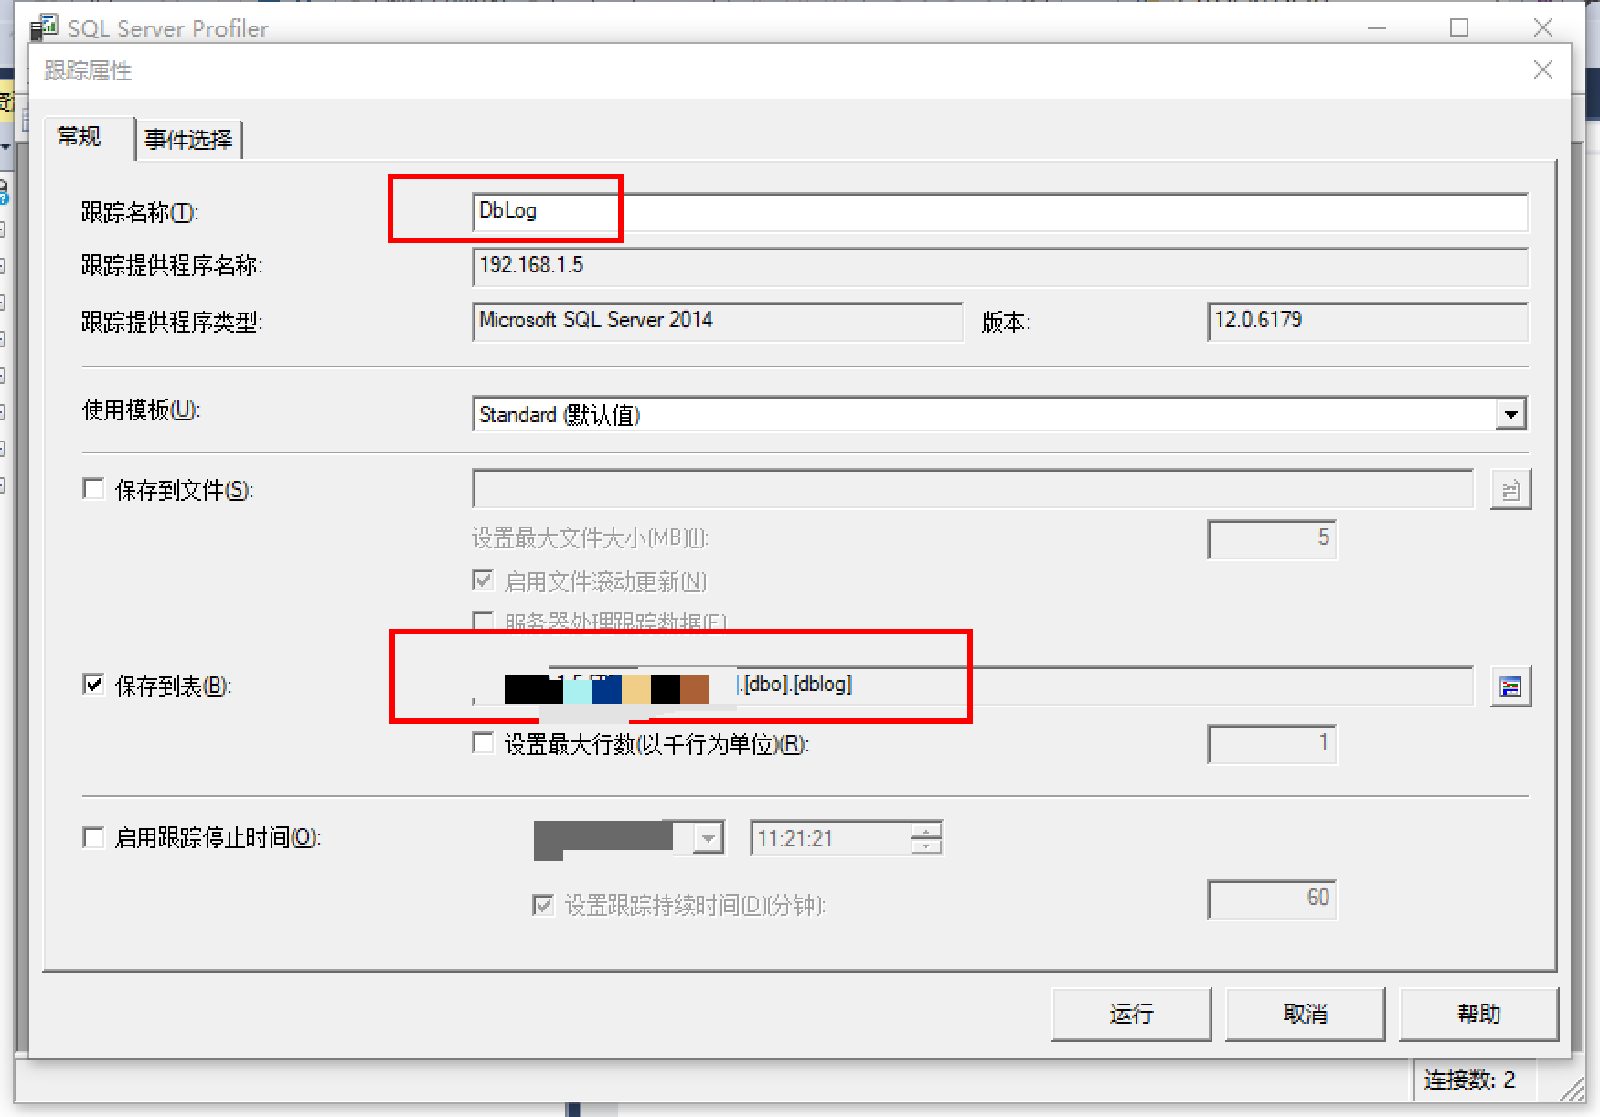 SQL Server Profiler
跟踪属性
常规
事件选择
跟踪名称(T):
DbLog
跟踪提供程序名称:
192.168.1.5
跟踪提供程序类型:
Microsoft SQL Server 2014
版本:
12.0.6179
使用模板(U):
Standard (默认值)
保存到文件(S):
设置最大文件大小(MB)(I):
5
启用文件滚动更新(N)
服务器处理跟踪数据(E)
保存到表(B):
].[dbo].[dblog]
设置最大行数(以千行为单位)(R):
1
启用跟踪停止时间(O):
11:21:21
设置跟踪持续时间(D)(分钟):
60
运行
取消
帮助
连接数: 2